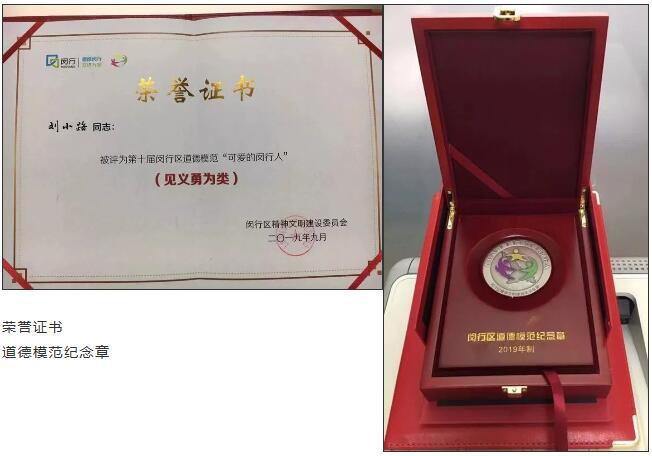 闵行
荣誉证书
刘小路 同志：
被评为第十届闵行区道德模范“可爱的闵行人”
（见义勇为类）
闵行区精神文明建设委员会
二〇一九年九月
闵行区道德模范纪念章
2019年制
荣誉证书
道德模范纪念章